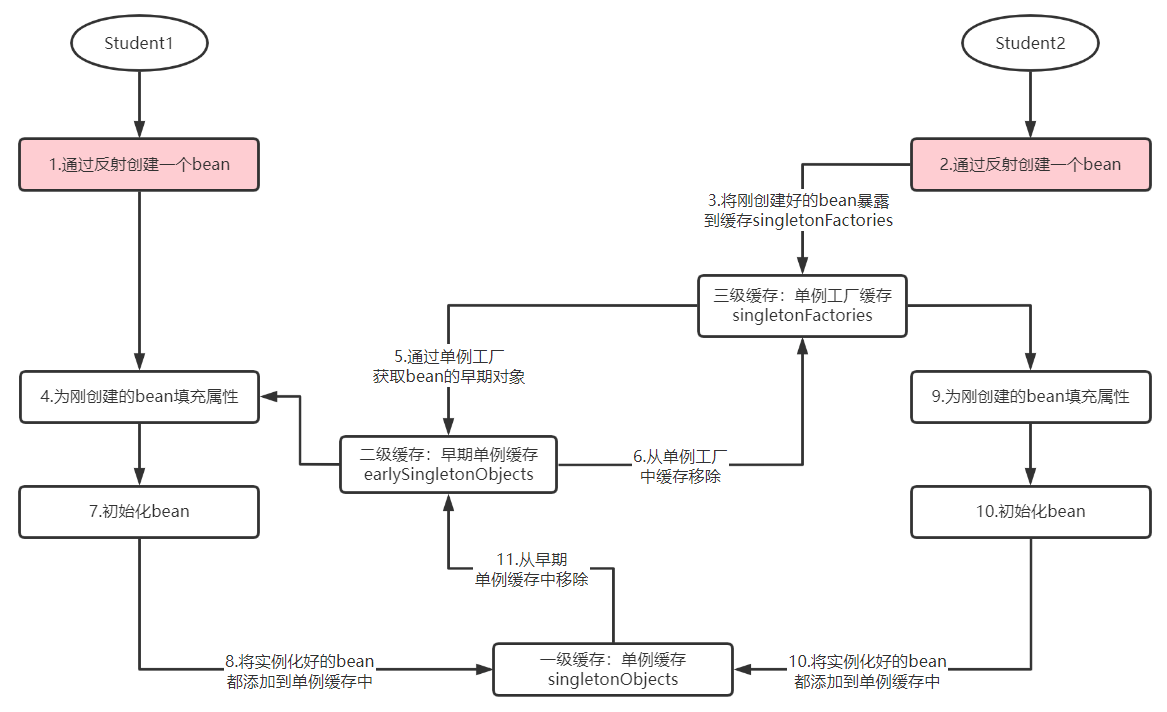 Student1
Student2
1.通过反射创建一个bean
2.通过反射创建一个bean
3.将刚创建好的bean暴露
到缓存singletonFactories
三级缓存：单例工厂缓存
singletonFactories
5.通过单例工厂
获取bean的早期对象
4.为刚创建的bean填充属性
9.为刚创建的bean填充属性
二级缓存：早期单例缓存
earlySingletonObjects
6.从单例工厂
中缓存移除
7.初始化bean
10.初始化bean
11.从早期
单例缓存中移除
8.将实例化好的bean
都添加到单例缓存中
一级缓存：单例缓存
singletonObjects
10.将实例化好的bean
都添加到单例缓存中